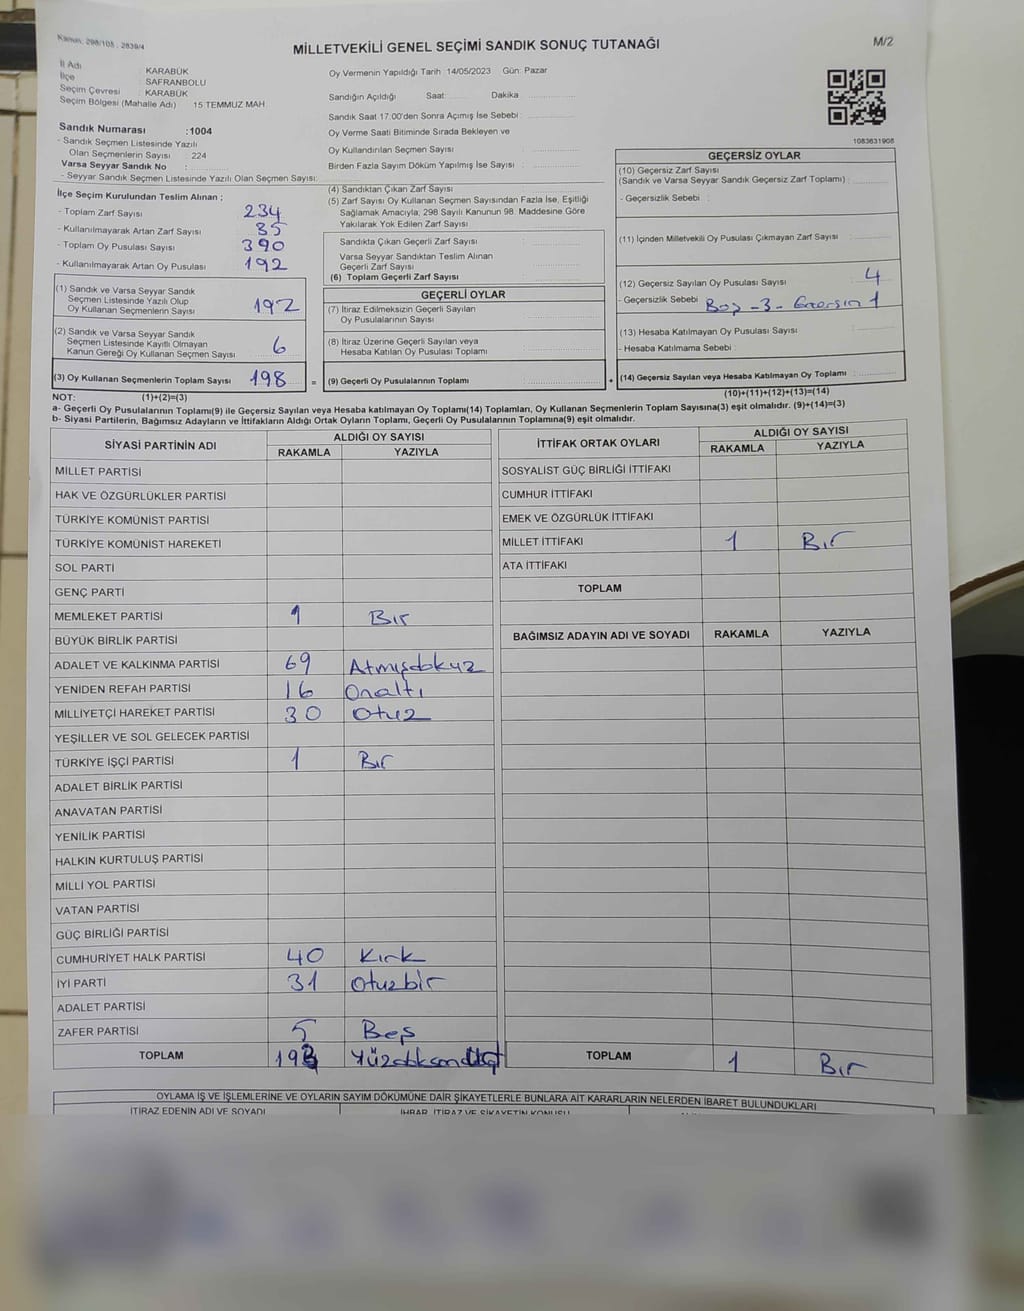 Kanun: 298/105 , 2839/4
MİLLETVEKİLİ GENEL SEÇİMİ SANDIK SONUÇ TUTANAĞI
M/2
İl Adı : KARABÜK
İlçe : SAFRANBOLU
Seçim Çevresi : KARABÜK
Seçim Bölgesi (Mahalle Adı) : 15 TEMMUZ MAH.
Sandık Numarası :1004
- Sandık Seçmen Listesinde Yazılı
Olan Seçmenlerin Sayısı : 224
Varsa Seyyar Sandık No :
- Seyyar Sandık Seçmen Listesinde Yazılı Olan Seçmen Sayısı:
Oy Vermenin Yapıldığı Tarih :14/05/2023 Gün: Pazar
Sandığın Açıldığı Saat: Dakika
Sandık Saat 17:00'den Sonra Açımış İse Sebebi :
Oy Verme Saati Bitiminde Sırada Bekleyen ve
Oy Kullandırılan Seçmen Sayısı :
Birden Fazla Sayım Döküm Yapılmış İse Sayısı :
1083631908
İlçe Seçim Kurulundan Teslim Alınan ;
- Toplam Zarf Sayısı 234
- Kullanılmayarak Artan Zarf Sayısı 85
- Toplam Oy Pusulası Sayısı 390
- Kullanılmayarak Artan Oy Pusulası 192
(1) Sandık ve Varsa Seyyar Sandık
Seçmen Listesinde Yazılı Olup
Oy Kullanan Seçmen Sayısı 192
(2) Sandık ve Varsa Seyyar Sandık
Seçmen Listesinde Kayıtlı Olmayan
Kanun Gereği Oy Kullanan Seçmen Sayısı 6
(3) Oy Kullanan Seçmenlerin Toplam Sayısı 198 =
(4) Sandıktan Çıkan Zarf Sayısı
(5) Zarf Sayısı Oy Kullanan Seçmen Sayısından Fazla İse, Eşitliği
Sağlamak Amacıyla, 298 Sayılı Kanunun 98. Maddesine Göre
Yakılarak Yok Edilen Zarf Sayısı
Sandıkta Çıkan Geçerli Zarf Sayısı
Varsa Seyyar Sandıktan Teslim Alınan
Geçerli Zarf Sayısı
(6) Toplam Geçerli Zarf Sayısı
GEÇERLİ OYLAR
(7) İtiraz Edilmeksizin Geçerli Sayılan
Oy Pusulalarının Sayısı
(8) İtiraz Üzerine Geçerli Sayılan veya
Hesaba Katılan Oy Pusulası Toplamı
(9) Geçerli Oy Pusulalarının Toplamı : +
GEÇERSİZ OYLAR
(10) Geçersiz Zarf Sayısı
(Sandık ve Varsa Seyyar Sandık Geçersiz Zarf Toplamı) :
- Geçersizlik Sebebi :
(11) İçinden Milletvekili Oy Pusulası Çıkmayan Zarf Sayısı
(12) Geçersiz Sayılan Oy Pusulası Sayısı 4
- Geçersizlik Sebebi Boş - 3 - 1
(13) Hesaba Katılmayan Oy Pusulası Sayısı
- Hesaba Katılmama Sebebi :
(14) Geçersiz Sayılan veya Hesaba Katılmayan Oy Toplamı :
NOT: (1)+(2)=(3)
(10)+(11)+(12)+(13)=(14)
a- Geçerli Oy Pusulalarının Toplamı(9) ile Geçersiz Sayılan veya Hesaba katılmayan Oy Toplamı(14) Toplamları, Oy Kullanan Seçmenlerin Toplam Sayısına(3) eşit olmalıdır. (9)+(14)=(3)
b- Siyasi Partilerin, Bağımsız Adayların ve İttifakların Aldığı Ortak Oyların Toplamı, Geçerli Oy Pusulalarının Toplamına(9) eşit olmalıdır.
SİYASİ PARTİNİN ADI ALDIĞI OY SAYISI
RAKAMLA YAZIYLA
MİLLET PARTİSİ
HAK VE ÖZGÜRLÜKLER PARTİSİ
TÜRKİYE KOMÜNİST PARTİSİ
TÜRKİYE KOMÜNİST HAREKETİ
SOL PARTİ
GENÇ PARTİ
MEMLEKET PARTİSİ 1 Bir
BÜYÜK BİRLİK PARTİSİ
ADALET VE KALKINMA PARTİSİ 69 Atmışdokuz
YENİDEN REFAH PARTİSİ 16 Onaltı
MİLLİYETÇİ HAREKET PARTİSİ 30 Otuz
YEŞİLLER VE SOL GELECEK PARTİSİ
TÜRKİYE İŞÇİ PARTİSİ 1 Bir
ADALET BİRLİK PARTİSİ
ANAVATAN PARTİSİ
YENİLİK PARTİSİ
HALKIN KURTULUŞ PARTİSİ
MİLLİ YOL PARTİSİ
VATAN PARTİSİ
GÜÇ BİRLİĞİ PARTİSİ
CUMHURİYET HALK PARTİSİ 40 Kırk
İYİ PARTİ 31 Otuzbir
ADALET PARTİSİ
ZAFER PARTİSİ 5 Beş
TOPLAM 193
İTTİFAK ORTAK OYLARI ALDIĞI OY SAYISI
RAKAMLA YAZIYLA
SOSYALİST GÜÇ BİRLİĞİ İTTİFAKI
CUMHUR İTTİFAKI
EMEK VE ÖZGÜRLÜK İTTİFAKI
MİLLET İTTİFAKI 1 Bir
ATA İTTİFAKI
TOPLAM
BAĞIMSIZ ADAYIN ADI VE SOYADI RAKAMLA YAZIYLA
TOPLAM 1 Bir
OYLAMA İŞ VE İŞLEMLERİNE VE OYLARIN SAYIM DÖKÜMÜNE DAİR ŞİKAYETLERLE BUNLARA AİT KARARLARIN NELERDEN İBARET BULUNDUKLARI
İTİRAZ EDENİN ADI VE SOYADI İHBAR, İTİRAZ VE ŞİKAYETİN KONUSU